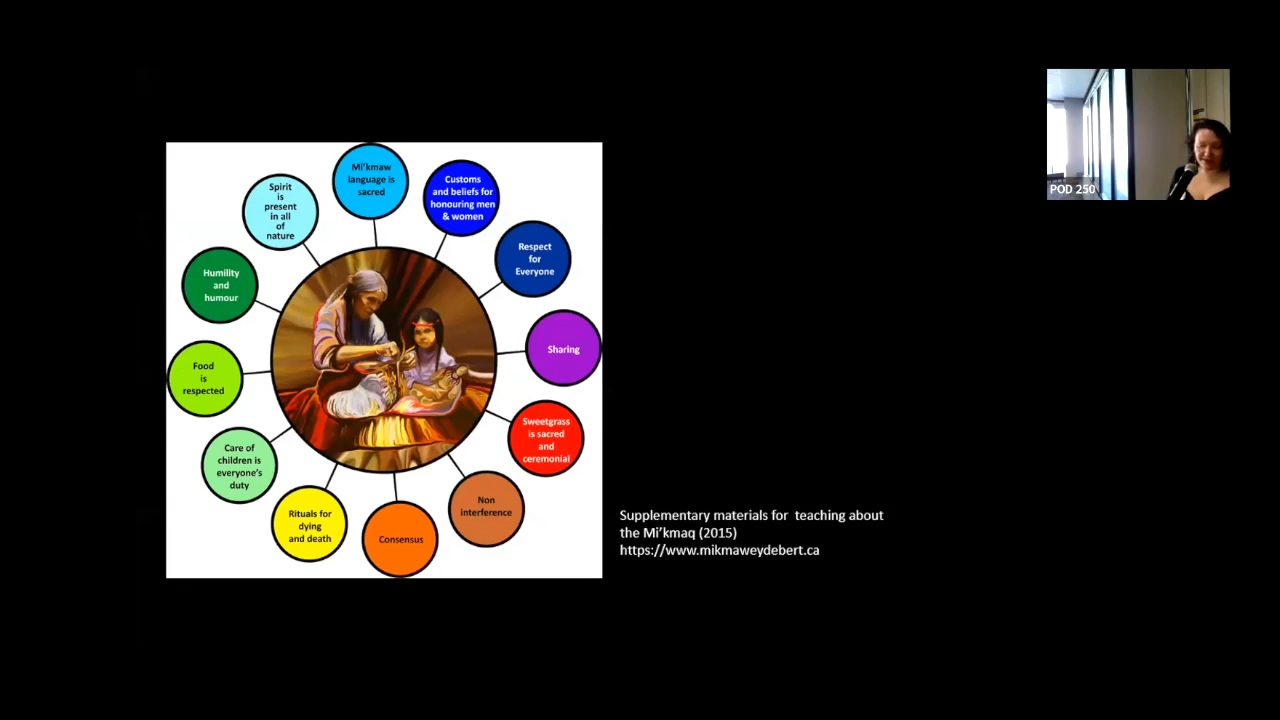 Mi'kmaw
language is
sacred
Customs
and beliefs for
honouring men
& women
Respect
for
Everyone
Sharing
Sweetgrass
is sacred
and
ceremonial
Non
interference
Consensus
Rituals for
dying
and death
Care of
children is
everyone's
duty
Food
is
respected
Humility
and
humour
Spirit
is
present
in all
of
nature
Supplementary materials for teaching about
the Mi'kmaq (2015)
https://www.mikmaweydebert.ca
POD 250